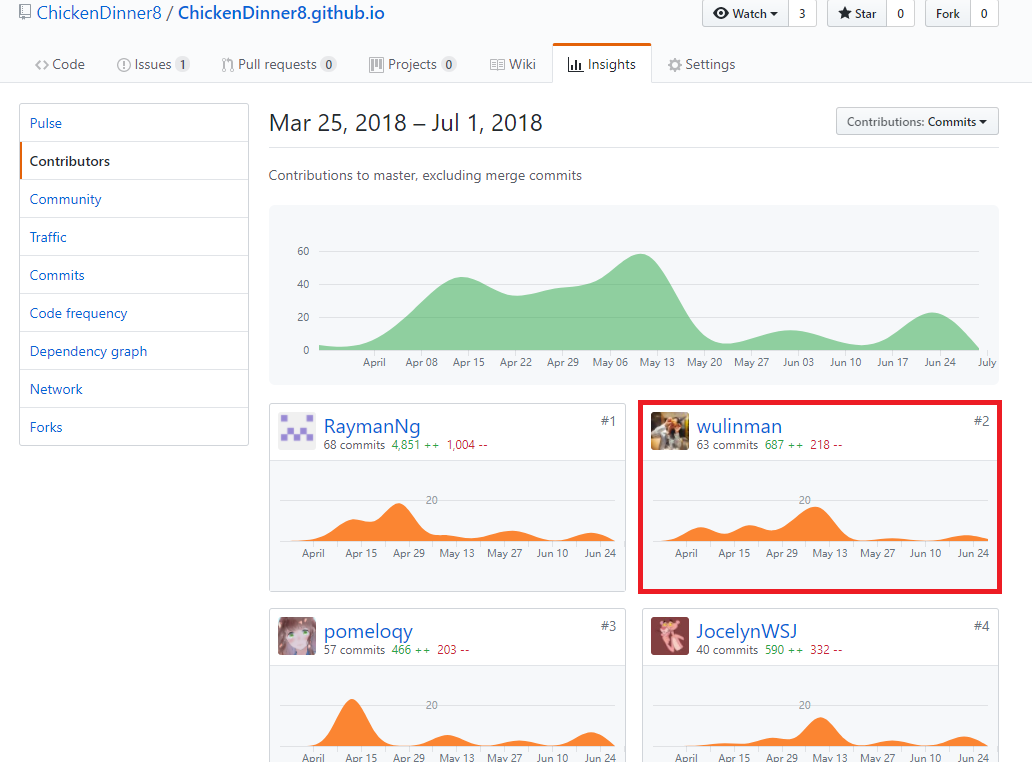 ChickenDinner8 / ChickenDinner8.github.io
Watch 3 Star 0 Fork 0
Code Issues 1 Pull requests 0 Projects 0 Wiki Insights Settings
Pulse
Contributors
Community
Traffic
Commits
Code frequency
Dependency graph
Network
Forks
Mar 25, 2018 – Jul 1, 2018
Contributions: Commits
Contributions to master, excluding merge commits
60
40
20
0
April Apr 08 Apr 15 Apr 22 Apr 29 May 06 May 13 May 20 May 27 Jun 03 Jun 10 Jun 17 Jun 24 July
RaymanNg #1
68 commits 4,851 ++ 1,004 --
20
April Apr 15 Apr 29 May 13 May 27 Jun 10 Jun 24
wulinman #2
63 commits 687 ++ 218 --
20
April Apr 15 Apr 29 May 13 May 27 Jun 10 Jun 24
pomeloqy #3
57 commits 466 ++ 203 --
20
April Apr 15 Apr 29 May 13 May 27 Jun 10 Jun 24
JocelynWSJ #4
40 commits 590 ++ 332 --
20
April Apr 15 Apr 29 May 13 May 27 Jun 10 Jun 24